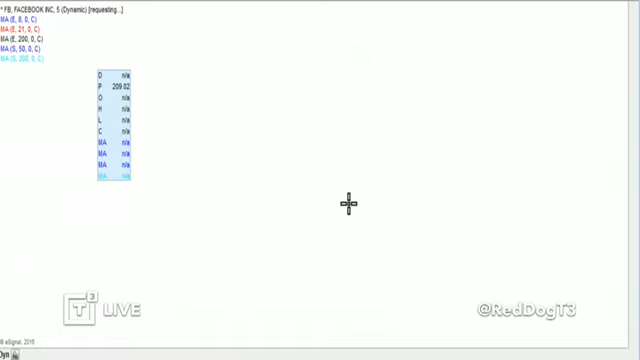 * FB, FACEBOOK INC, 5 (Dynamic) [requesting...]
MA (E, 8, 0, C)
MA (E, 21, 0, C)
MA (E, 200, 0, C)
MA (S, 50, 0, C)
MA (S, 200, 0, C)
D n/a
P 209.02
O n/a
H n/a
L n/a
C n/a
MA n/a
MA n/a
MA n/a
MA n/a
T3 LIVE
@RedDogT3
© eSignal, 2016
Dyn